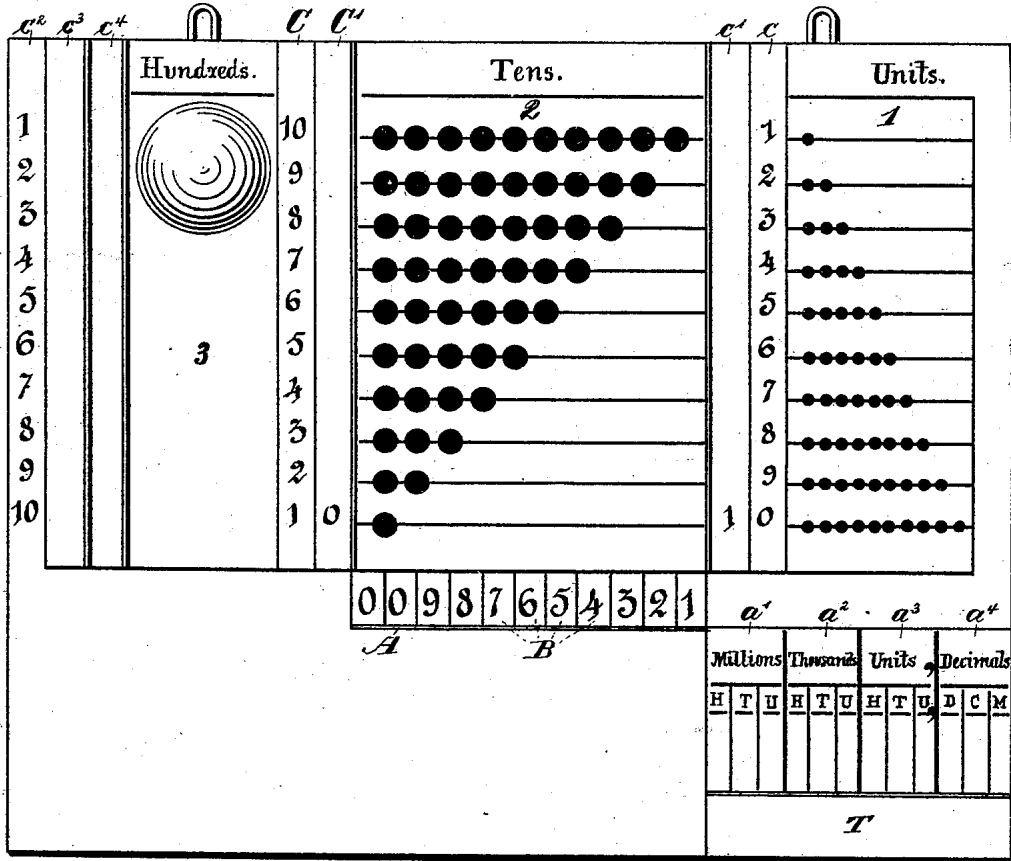 c² c³ c⁴ C C¹ c¹ c
Hundreds. Tens. Units.
2 1
1 10 1
2 9 2
3 8 3
4 7 4
5 6 5
6 3 5 6
7 4 7
8 3 8
9 2 9
10 1 0 1 0
0 0 9 8 7 6 5 4 3 2 1
A B
a¹ a² a³ a⁴
Millions Thousands Units , Decimals
H T U H T U H T U , D C M
T